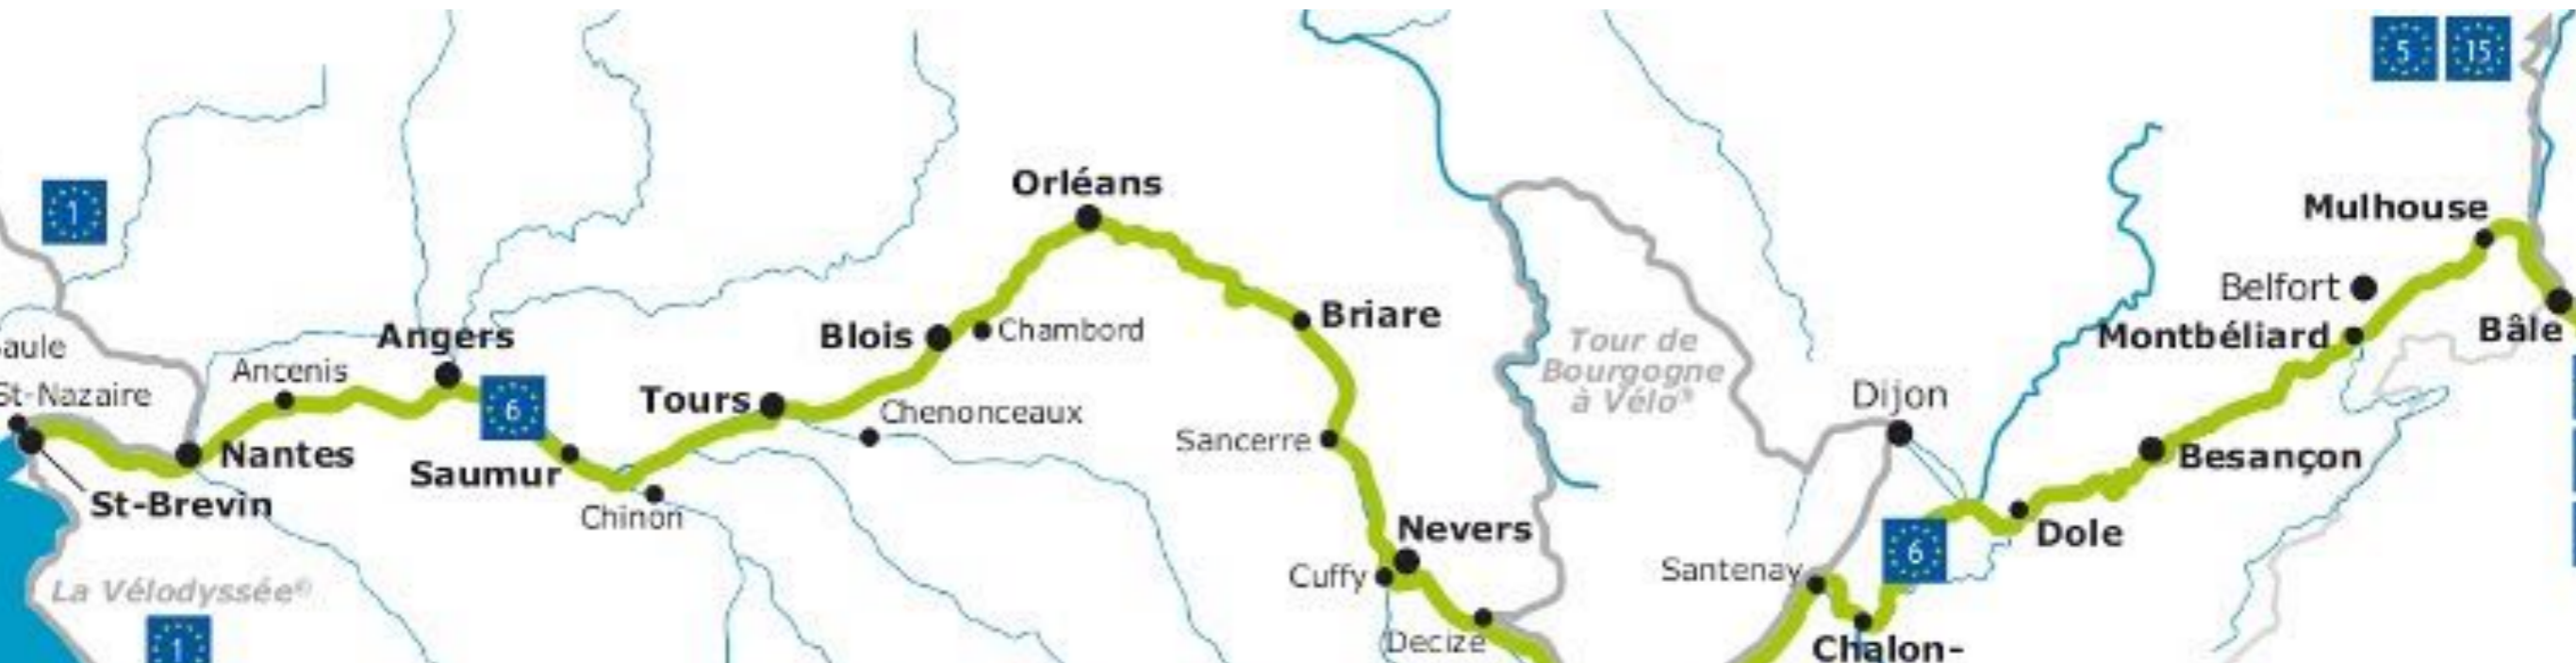 5
15
1
Orléans
Mulhouse
Belfort
Briare
Montbéliard
Bâle
Blois
Chambord
Angers
aule
Ancenis
St-Nazaire
6
Tours
Chenonceaux
Tour de
Bourgogne
à Vélo®
Dijon
Sancerre
Nantes
Saumur
Besançon
St-Brevin
Chinon
Nevers
Dole
6
Cuffy
Santenay
La Vélodyssée®
1
Decize
Chalon-